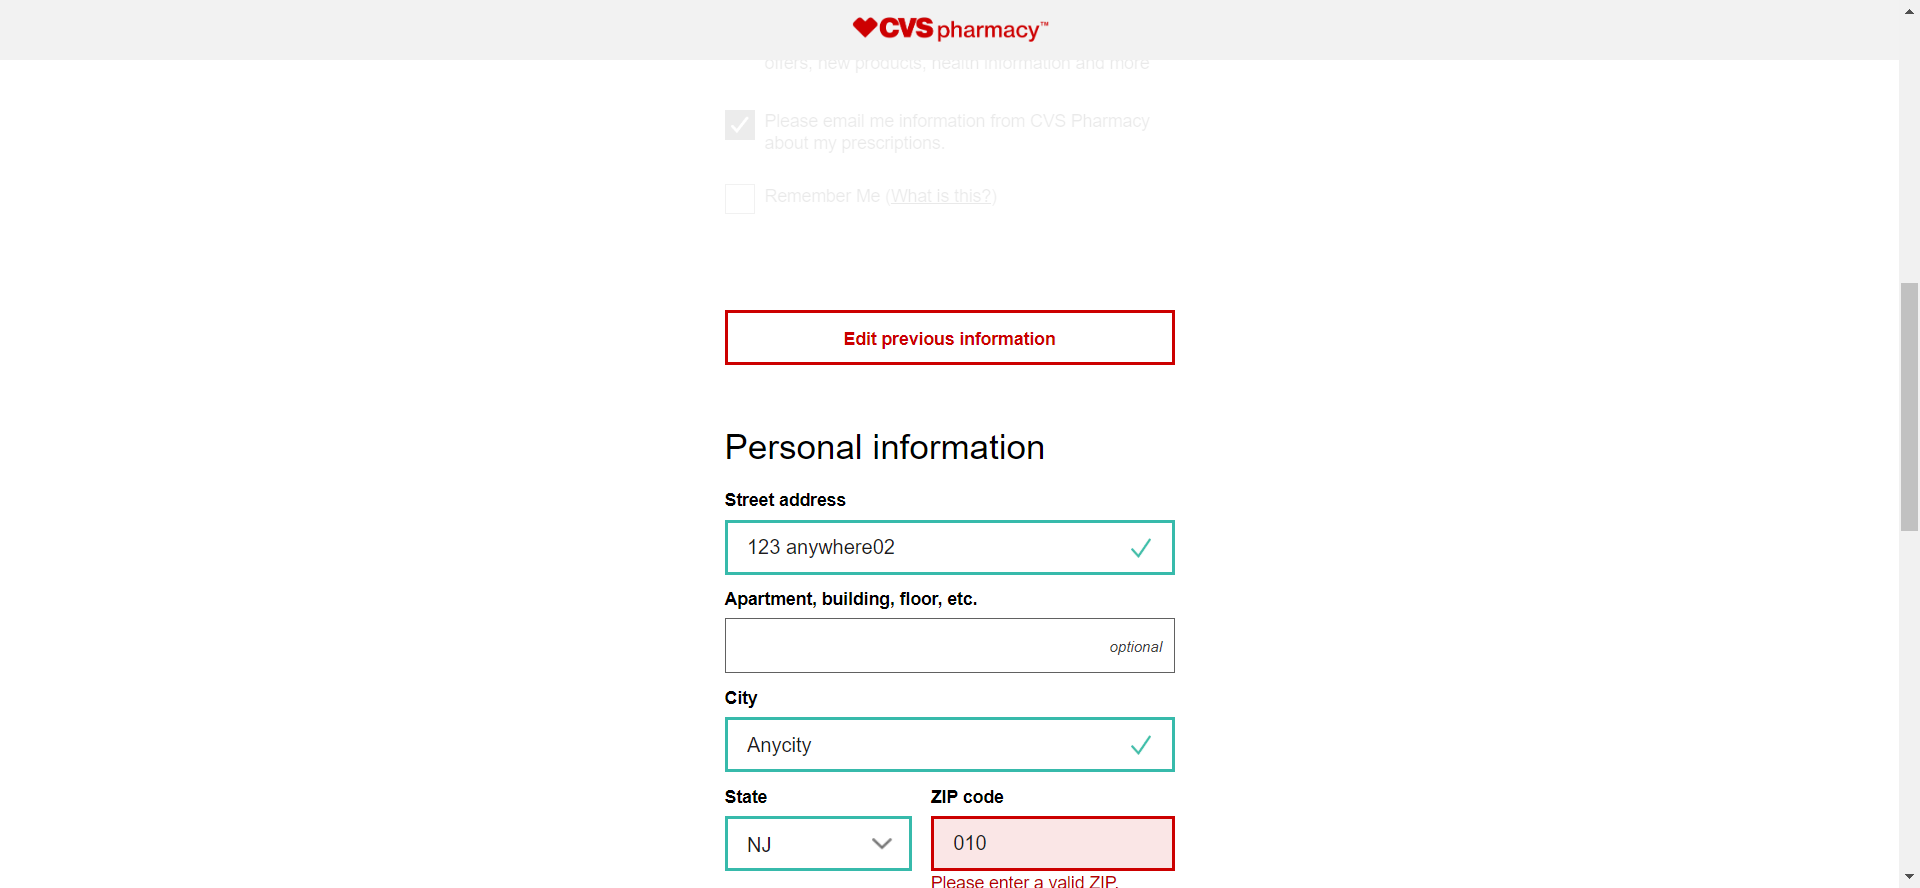 CVS pharmacy™
offers, new products, health information and more
Please email me information from CVS Pharmacy
about my prescriptions.
Remember Me (What is this?)
Edit previous information
Personal information
Street address
123 anywhere02
Apartment, building, floor, etc.
optional
City
Anycity
State
ZIP code
NJ
010
Please enter a valid ZIP.